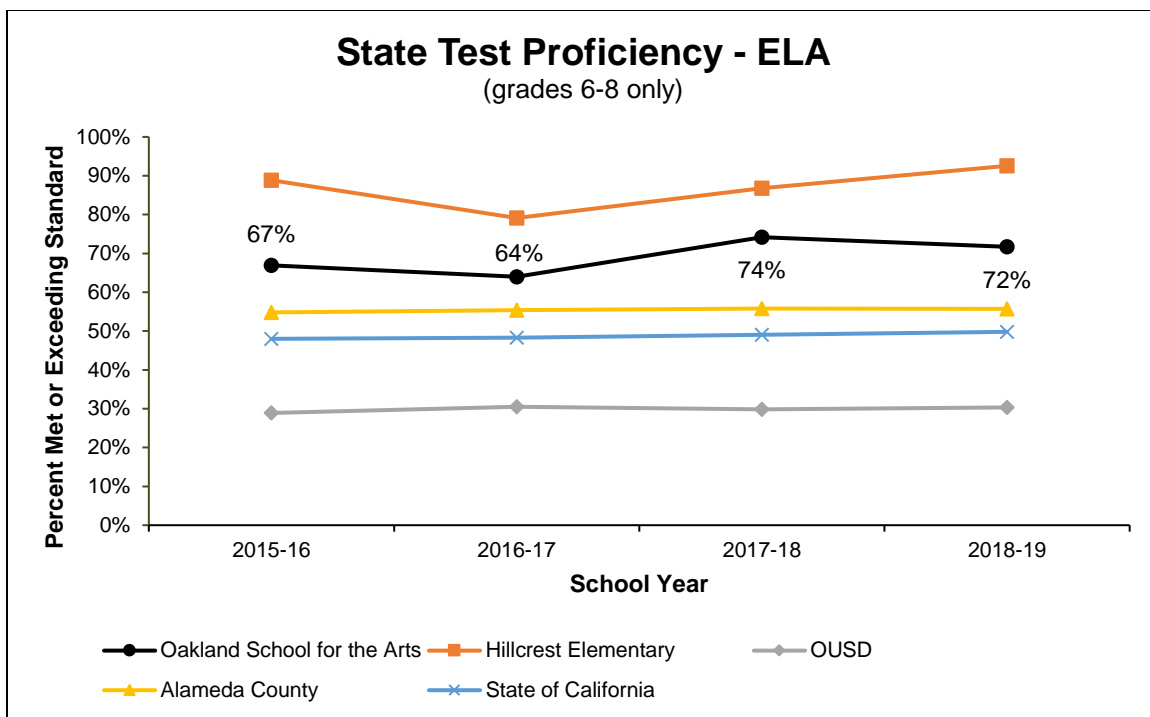 State Test Proficiency - ELA
(grades 6-8 only)
Percent Met or Exceeding Standard
100%
90%
80%
70%
60%
50%
40%
30%
20%
10%
0%
67%
64%
74%
72%
2015-16 2016-17 2017-18 2018-19
School Year
Oakland School for the Arts Hillcrest Elementary OUSD
Alameda County State of California